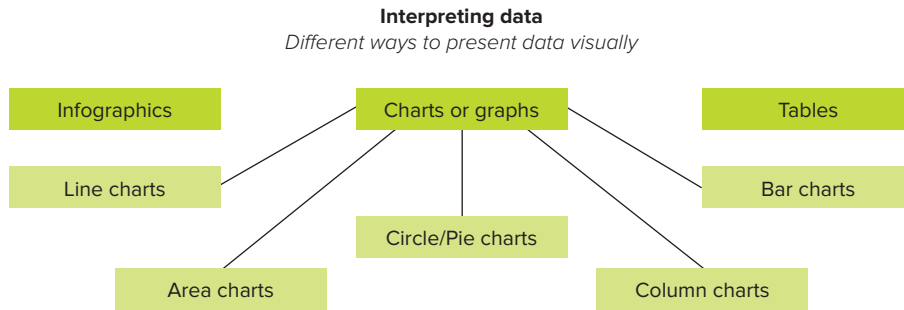 Interpreting data
Different ways to present data visually
Infographics
Charts or graphs
Tables
Line charts
Bar charts
Circle/Pie charts
Area charts
Column charts